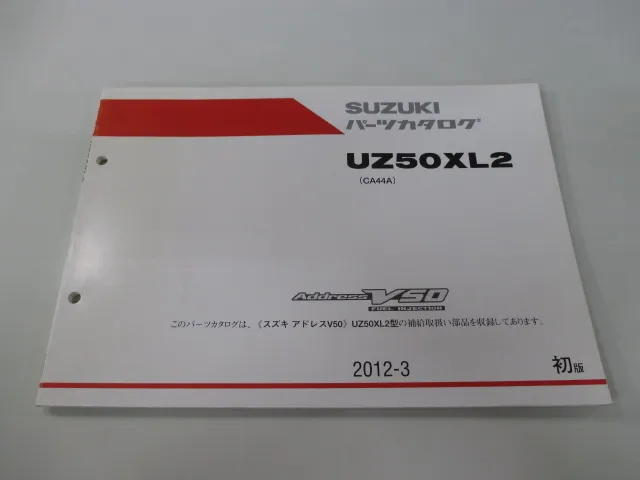 SUZUKI
パーツカタログ
UZ50XL2
(CA44A)
Address V50
FUEL INJECTION
このパーツカタログは、《スズキ アドレスV50》 UZ50XL2型の補給取扱い部品を収録してあります。
2012-3 初版